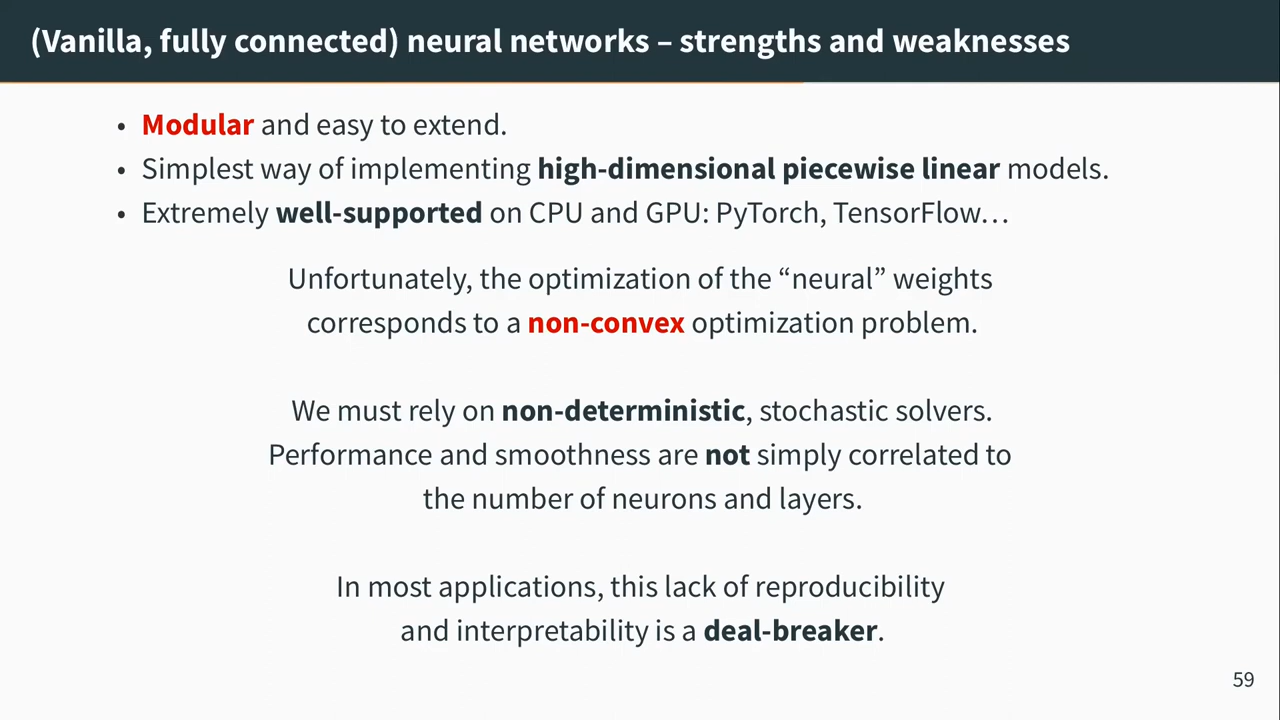 (Vanilla, fully connected) neural networks – strengths and weaknesses
• Modular and easy to extend.
• Simplest way of implementing high-dimensional piecewise linear models.
• Extremely well-supported on CPU and GPU: PyTorch, TensorFlow…
Unfortunately, the optimization of the “neural” weights
corresponds to a non-convex optimization problem.
We must rely on non-deterministic, stochastic solvers.
Performance and smoothness are not simply correlated to
the number of neurons and layers.
In most applications, this lack of reproducibility
and interpretability is a deal-breaker.
59